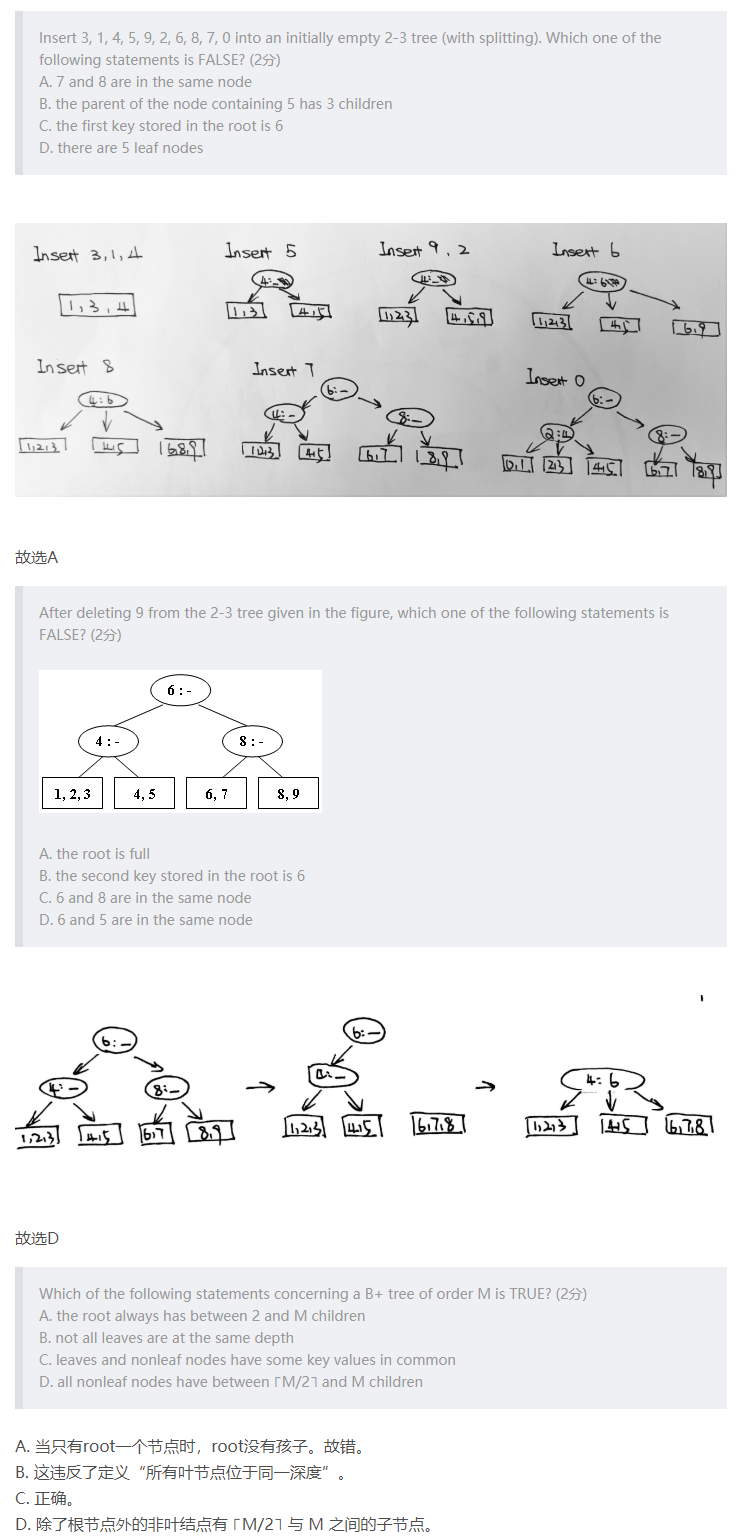 Insert 3, 1, 4, 5, 9, 2, 6, 8, 7, 0 into an initially empty 2-3 tree (with splitting). Which one of the
following statements is FALSE? (2分)
A. 7 and 8 are in the same node
B. the parent of the node containing 5 has 3 children
C. the first key stored in the root is 6
D. there are 5 leaf nodes
Insert 3,1,4
Insert 5
Insert 9,2
Insert 6
4:-
4:-
4:6
1,3,4
1,3
4,5
1,2,3
4,5,9
1,2,3
4,5
6,9
Insert 8
Insert 7
Insert 0
4:6
6:-
6:-
4:-
8:-
2:4
8:-
1,2,3
4,5
6,8,9
1,2,3
4,5
6,7
8,9
0,1
2,3
4,5
6,7
8,9
故选A
After deleting 9 from the 2-3 tree given in the figure, which one of the following statements is
FALSE? (2分)
6 : -
4 : -
8 : -
1, 2, 3
4, 5
6, 7
8, 9
A. the root is full
B. the second key stored in the root is 6
C. 6 and 8 are in the same node
D. 6 and 5 are in the same node
6:-
6:-
4:-
8:-
4:6
1,2,3
4,5
6,7
8,9
1,2,3
4,5
6,7,8
1,2,3
4,5
6,7,8
故选D
Which of the following statements concerning a B+ tree of order M is TRUE? (2分)
A. the root always has between 2 and M children
B. not all leaves are at the same depth
C. leaves and nonleaf nodes have some key values in common
D. all nonleaf nodes have between ⌈M/2⌉ and M children
A. 当只有root一个节点时，root没有孩子。故错。
B. 这违反了定义“所有叶节点位于同一深度”。
C. 正确。
D. 除了根节点外的非叶结点有⌈M/2⌉ 与 M 之间的子节点。